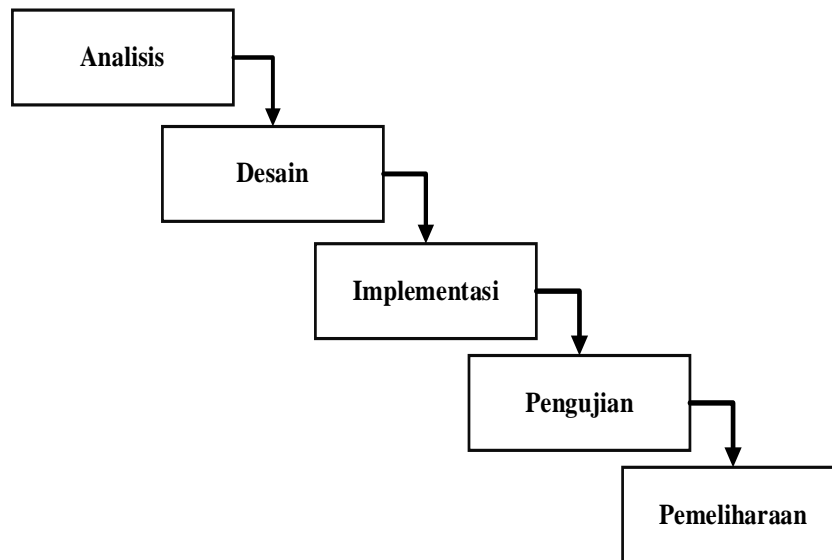 Analisis
Desain
Implementasi
Pengujian
Pemeliharaan